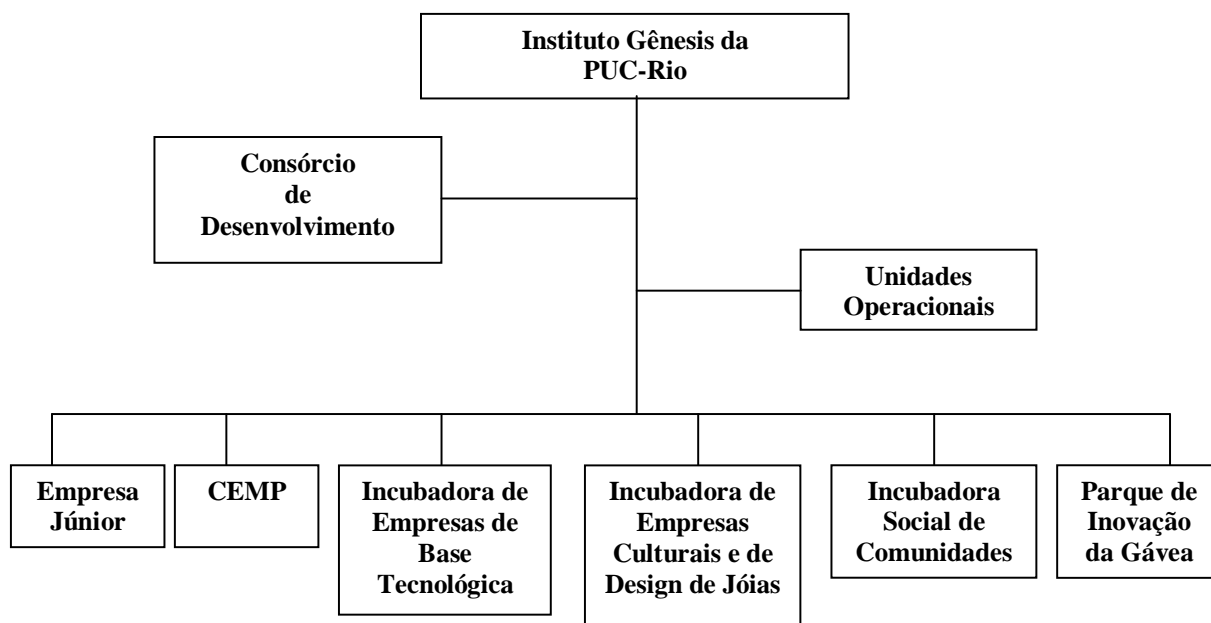 Instituto Gênesis da
PUC-Rio
Consórcio
de
Desenvolvimento
Unidades
Operacionais
Empresa
Júnior
CEMP
Incubadora de
Empresas de
Base
Tecnológica
Incubadora de
Empresas
Culturais e de
Design de Jóias
Incubadora
Social de
Comunidades
Parque de
Inovação
da Gávea